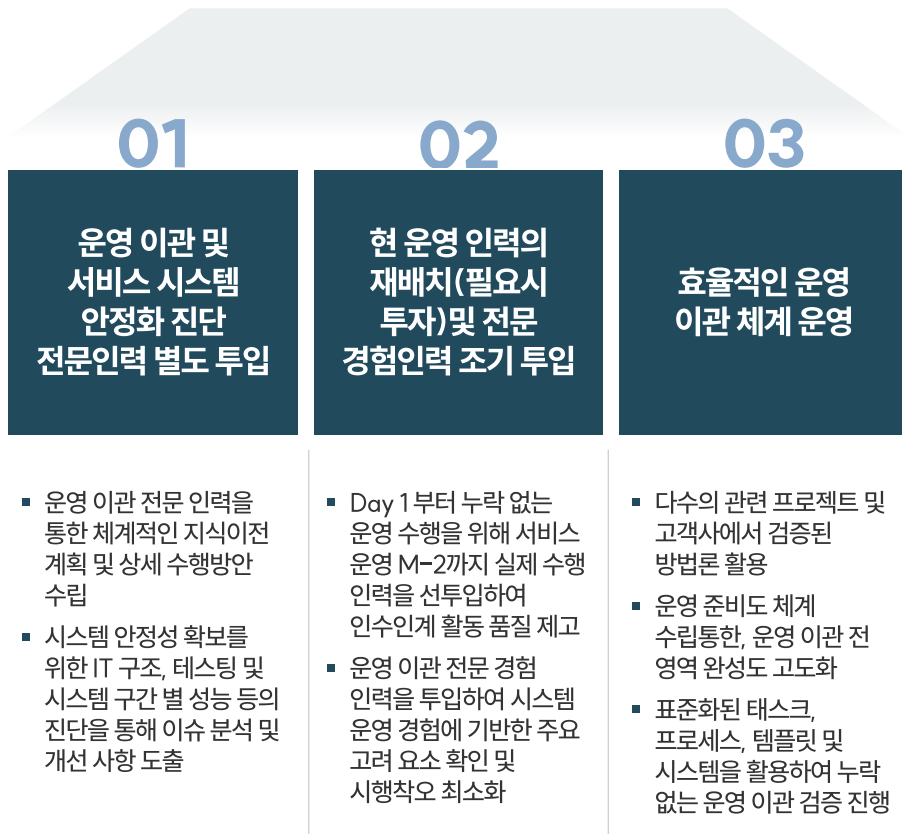 01
운영 이관 및
서비스 시스템
안정화 진단
전문인력 별도 투입
▪ 운영 이관 전문 인력을
통한 체계적인 지식이전
계획 및 상세 수행방안
수립
▪ 시스템 안정성 확보를
위한 IT 구조, 테스팅 및
시스템 구간 별 성능 등의
진단을 통해 이슈 분석 및
개선 사항 도출
02
현 운영 인력의
재배치(필요시
투자)및 전문
경험인력 조기 투입
▪ Day 1부터 누락 없는
운영 수행을 위해 서비스
운영 M-2까지 실제 수행
인력을 선투입하여
인수인계 활동 품질 제고
▪ 운영 이관 전문 경험
인력을 투입하여 시스템
운영 경험에 기반한 주요
고려 요소 확인 및
시행착오 최소화
03
효율적인 운영
이관 체계 운영
▪ 다수의 관련 프로젝트 및
고객사에서 검증된
방법론 활용
▪ 운영 준비도 체계
수립통한, 운영 이관 전
영역 완성도 고도화
▪ 표준화된 태스크,
프로세스, 템플릿 및
시스템을 활용하여 누락
없는 운영 이관 검증 진행